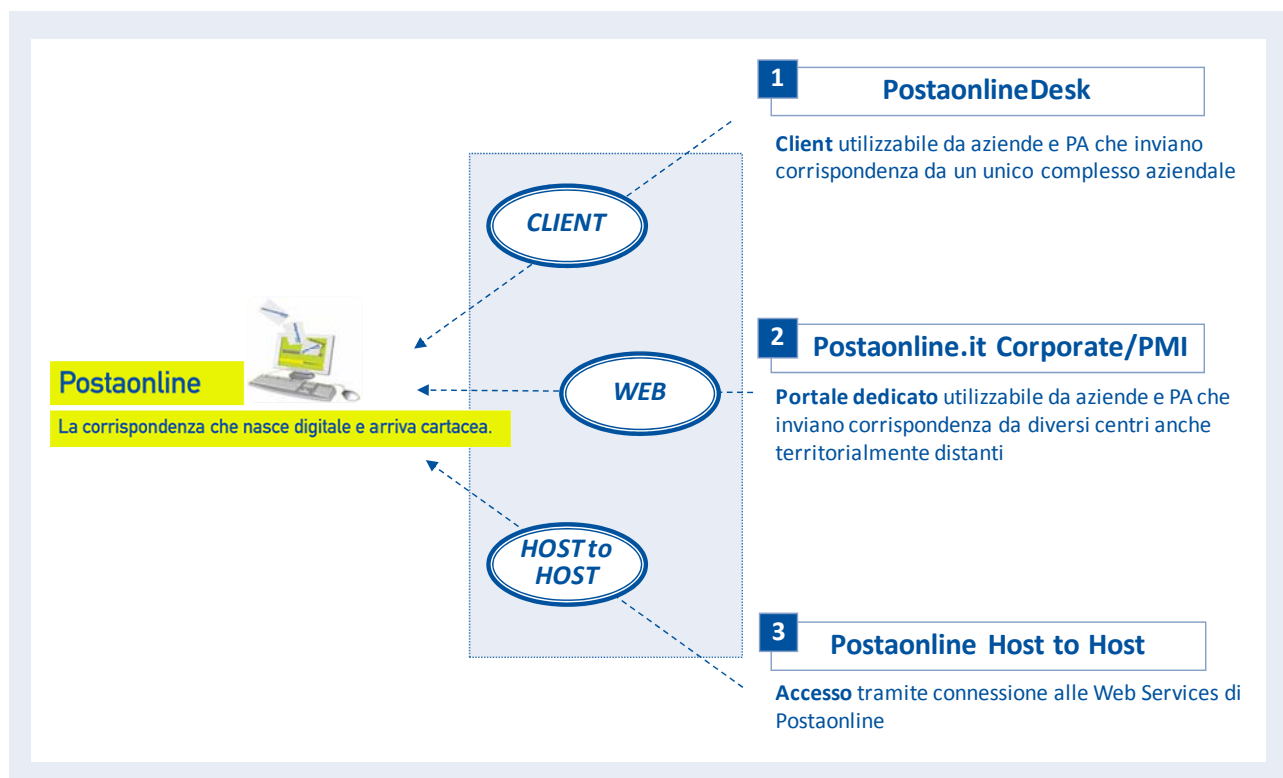 1
PostaonlineDesk
Client utilizzabile da aziende e PA che inviano
corrispondenza da un unico complesso aziendale
CLIENT
2
Postaonline.it Corporate/PMI
Postaonline
WEB
Portale dedicato utilizzabile da aziende e PA che
inviano corrispondenza da diversi centri anche
territorialmente distanti
La corrispondenza che nasce digitale e arriva cartacea.
HOST to
HOST
3
Postaonline Host to Host
Accesso tramite connessione alle Web Services di
Postaonline